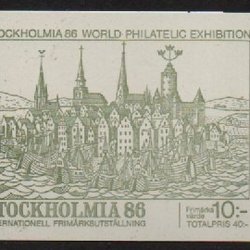 STOCKHOLMIA 86 WORLD PHILATELIC EXHIBITION
STOCKHOLMIA 86
INTERNATIONELL FRIMÄRKSUTSTÄLLNING
Frimärks
värde 10:-
TOTALPRIS 40:-